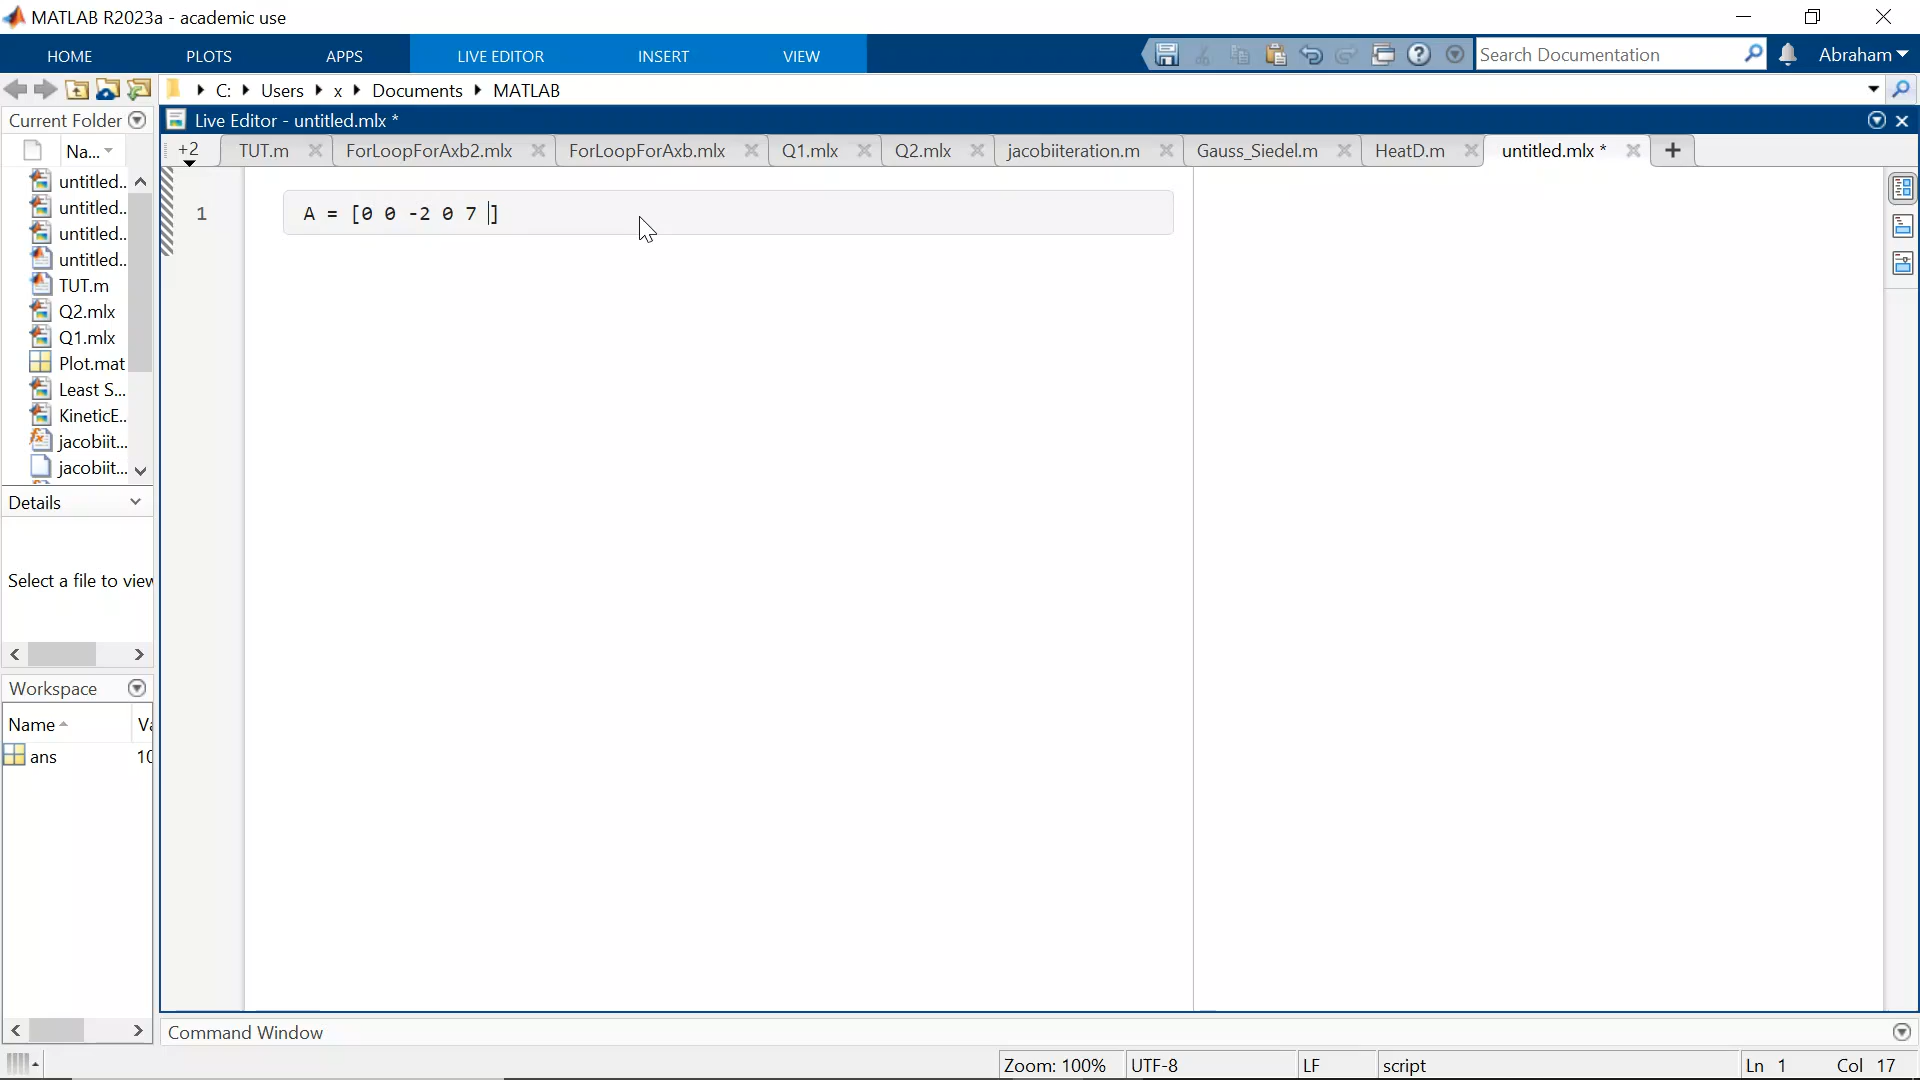 MATLAB R2023a - academic use
HOME PLOTS APPS LIVE EDITOR INSERT VIEW Search Documentation Abraham
C: Users x Documents MATLAB
Current Folder Live Editor - untitled.mlx *
Na... +2 TUT.m ForLoopForAxb2.mlx ForLoopForAxb.mlx Q1.mlx Q2.mlx jacobiiteration.m Gauss_Siedel.m HeatD.m untitled.mlx *
untitled...
untitled...
untitled...
untitled...
TUT.m
Q2.mlx
Q1.mlx
Plot.mat
Least S...
KineticE...
jacobiit...
jacobiit...
1 A = [0 0 -2 0 7 ]
Details
Select a file to view
Workspace
Name Va
ans 10
Command Window
Zoom: 100% UTF-8 LF script Ln 1 Col 17